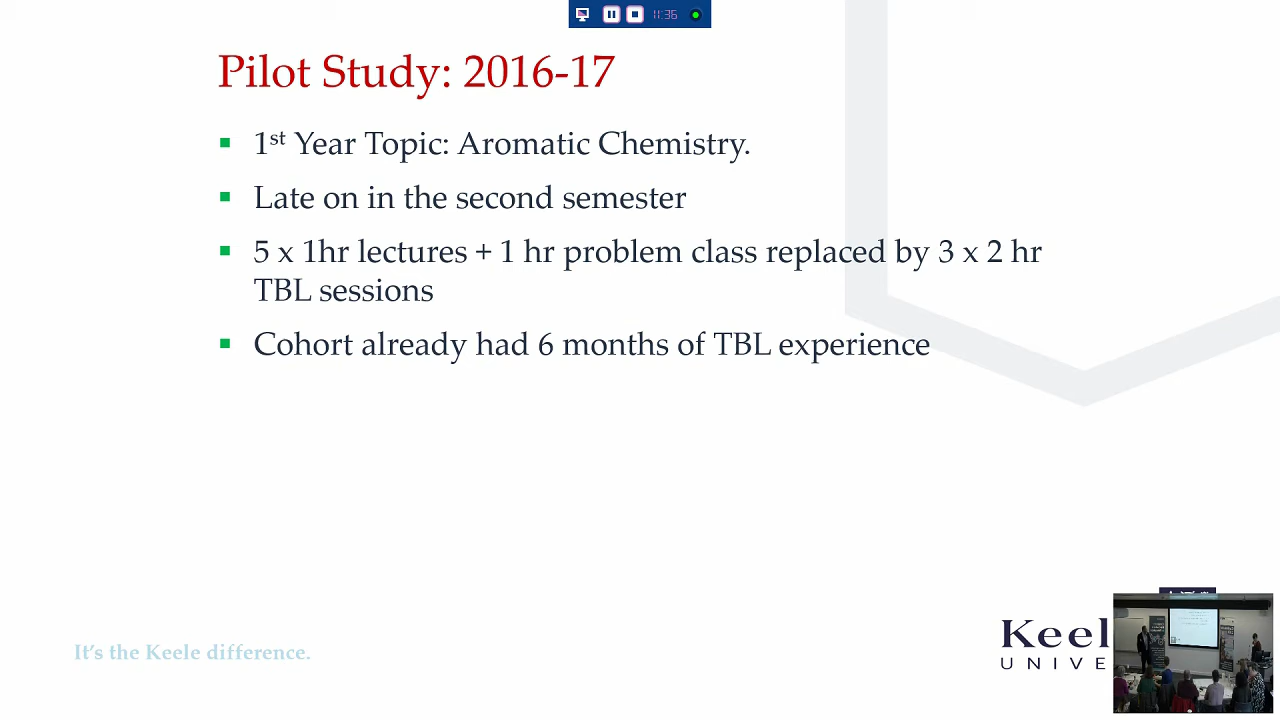 11:36
Pilot Study: 2016-17
1st Year Topic: Aromatic Chemistry.
Late on in the second semester
5 x 1hr lectures + 1 hr problem class replaced by 3 x 2 hr
TBL sessions
Cohort already had 6 months of TBL experience
It's the Keele difference.
Keel
UNIVE